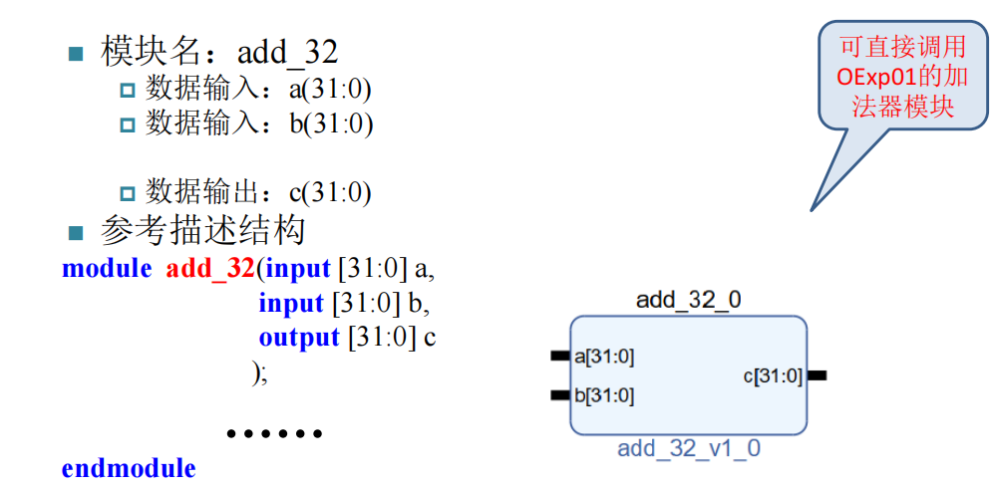 模块名：add_32
数据输入：a(31:0)
数据输入：b(31:0)
数据输出：c(31:0)
参考描述结构
module add_32(input [31:0] a,
input [31:0] b,
output [31:0] c
);
……
endmodule
可直接调用
OExp01的加
法器模块
add_32_0
a[31:0]
b[31:0]
c[31:0]
add_32_v1_0